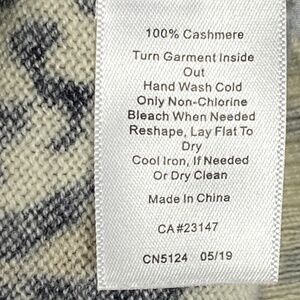 100% Cashmere
Turn Garment Inside
Out
Hand Wash Cold
Only Non-Chlorine
Bleach When Needed
Reshape, Lay Flat To
Dry
Cool Iron, If Needed
Or Dry Clean
Made In China
CA#23147
CN5124 05/19